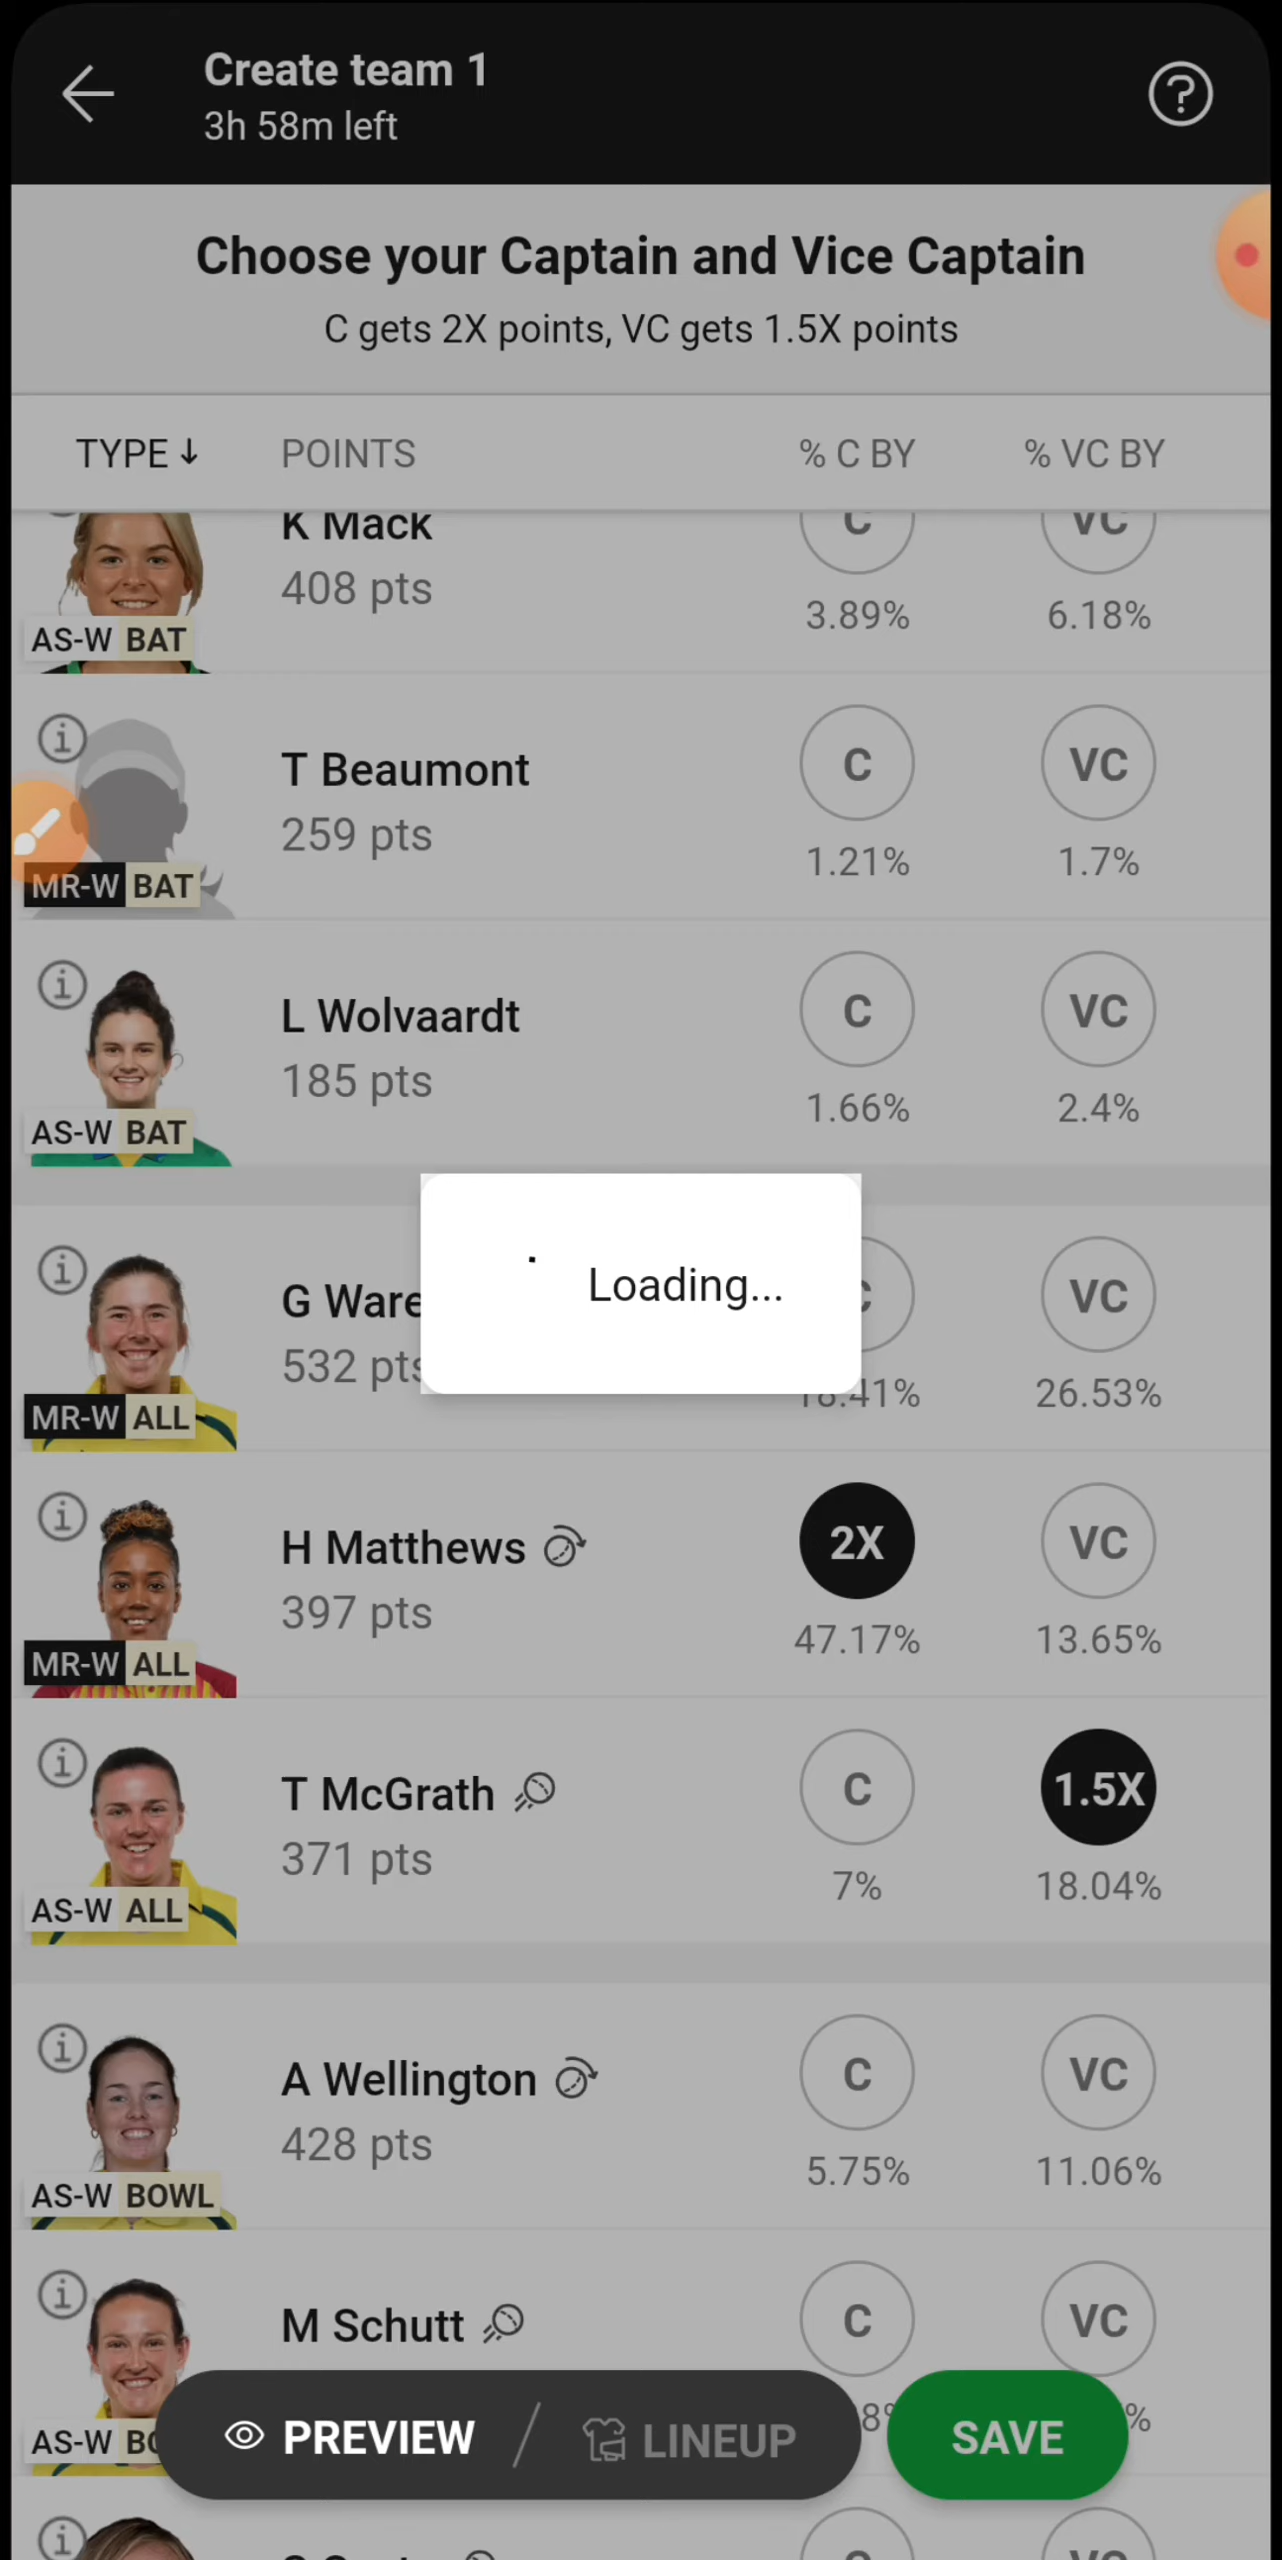 Create team 1
3h 58m left
Choose your Captain and Vice Captain
C gets 2X points, VC gets 1.5X points
TYPE ↓ POINTS % C BY % VC BY
K Mack C VC
408 pts
3.89% 6.18%
AS-W BAT
T Beaumont C VC
259 pts
1.21% 1.7%
MR-W BAT
L Wolvaardt C VC
185 pts
1.66% 2.4%
AS-W BAT
Loading...
G Ware VC
532 pts
18.41% 26.53%
MR-W ALL
H Matthews 2X VC
397 pts
47.17% 13.65%
MR-W ALL
T McGrath C 1.5X
371 pts
7% 18.04%
AS-W ALL
A Wellington C VC
428 pts
5.75% 11.06%
AS-W BOWL
M Schutt C VC
AS-W
PREVIEW / LINEUP SAVE